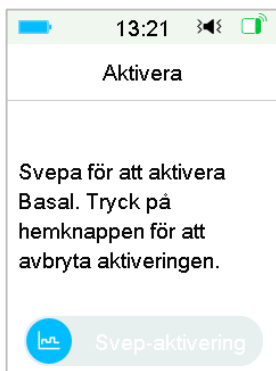 13:21
Aktivera
Svepa för att aktivera
Basal. Tryck på
hemknappen för att
avbryta aktiveringen.
Svep-aktivering